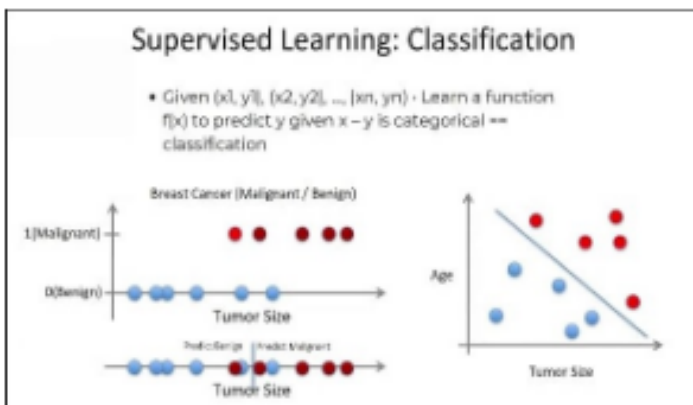 Supervised Learning: Classification
• Given (x1, y1), (x2, y2), ..., (xn, yn) - Learn a function
f(x) to predict y given x – y is categorical ==
classification
Breast Cancer (Malignant / Benign)
1(Malignant)
0(Benign)
Tumor Size
Predict Benign
Predict Malignant
Tumor Size
Age
Tumor Size